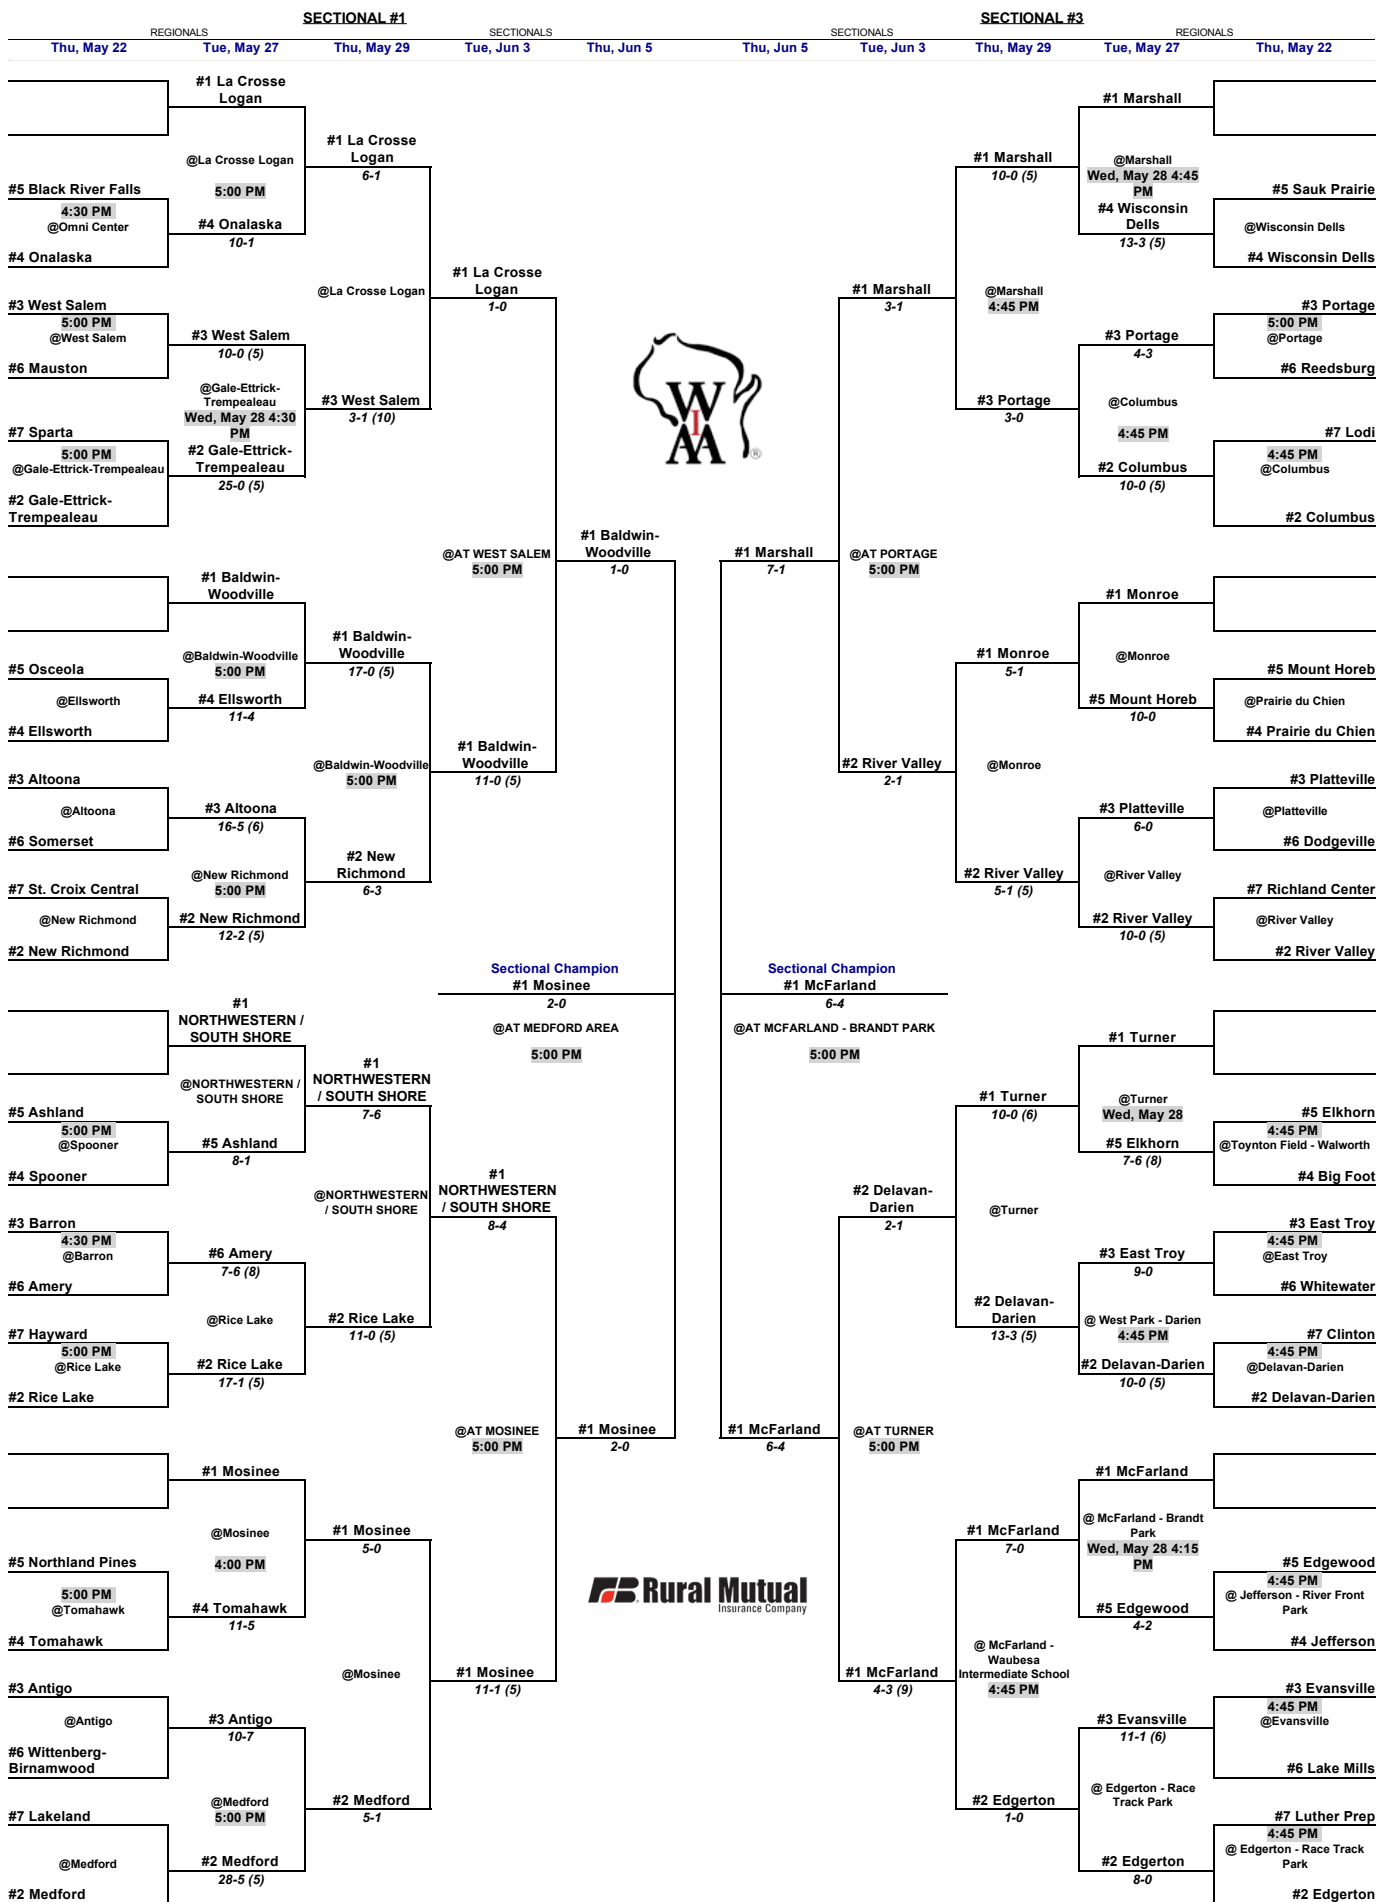 SECTIONAL #1
REGIONALS
SECTIONALS
Thu, May 22
Tue, May 27
Thu, May 29
Tue, Jun 3
Thu, Jun 5
#5 Black River Falls
4:30 PM
@Omni Center
#4 Onalaska
#3 West Salem
5:00 PM
@West Salem
#6 Mauston
#7 Sparta
5:00 PM
@Gale-Ettrick-Trempealeau
#2 Gale-Ettrick-
Trempealeau
#5 Osceola
@Ellsworth
#4 Ellsworth
#3 Altoona
@Altoona
#6 Somerset
#7 St. Croix Central
@New Richmond
#2 New Richmond
#5 Ashland
5:00 PM
@Spooner
#4 Spooner
#3 Barron
4:30 PM
@Barron
#6 Amery
#7 Hayward
5:00 PM
@Rice Lake
#2 Rice Lake
#5 Northland Pines
5:00 PM
@Tomahawk
#4 Tomahawk
#3 Antigo
@Antigo
#6 Wittenberg-
Birnamwood
#7 Lakeland
@Medford
#2 Medford
#1 La Crosse
Logan
@La Crosse Logan
5:00 PM
#4 Onalaska
10-1
#3 West Salem
10-0 (5)
@Gale-Ettrick-
Trempealeau
Wed, May 28 4:30
PM
#2 Gale-Ettrick-
Trempealeau
25-0 (5)
#1 Baldwin-
Woodville
@Baldwin-Woodville
5:00 PM
#4 Ellsworth
11-4
#3 Altoona
16-5 (6)
@New Richmond
5:00 PM
#2 New Richmond
12-2 (5)
#1
NORTHWESTERN /
SOUTH SHORE
@NORTHWESTERN /
SOUTH SHORE
#5 Ashland
8-1
#6 Amery
7-6 (8)
@Rice Lake
#2 Rice Lake
17-1 (5)
#1 Mosinee
@Mosinee
4:00 PM
#4 Tomahawk
11-5
#3 Antigo
10-7
@Medford
5:00 PM
#2 Medford
28-5 (5)
#1 La Crosse
Logan
6-1
@La Crosse Logan
#3 West Salem
3-1 (10)
#1 Baldwin-
Woodville
17-0 (5)
@Baldwin-Woodville
5:00 PM
#2 New
Richmond
6-3
#1
NORTHWESTERN
/ SOUTH SHORE
7-6
@NORTHWESTERN
/ SOUTH SHORE
#2 Rice Lake
11-0 (5)
#1 Mosinee
5-0
@Mosinee
#2 Medford
5-1
#1 La Crosse
Logan
1-0
@AT WEST SALEM
5:00 PM
#1 Baldwin-
Woodville
11-0 (5)
#1
NORTHWESTERN
/ SOUTH SHORE
8-4
@AT MOSINEE
5:00 PM
#1 Mosinee
11-1 (5)
#1 Baldwin-
Woodville
1-0
Sectional Champion
#1 Mosinee
2-0
@AT MEDFORD AREA
5:00 PM
#1 Mosinee
2-0
WIAA
®
Rural Mutual
Insurance Company
SECTIONAL #3
SECTIONALS
REGIONALS
Thu, Jun 5
Tue, Jun 3
Thu, May 29
Tue, May 27
Thu, May 22
#1 Marshall
7-1
Sectional Champion
#1 McFarland
6-4
@AT MCFARLAND - BRANDT PARK
5:00 PM
#1 McFarland
6-4
#1 Marshall
3-1
@AT PORTAGE
5:00 PM
#2 River Valley
2-1
#2 Delavan-
Darien
2-1
@AT TURNER
5:00 PM
#1 McFarland
4-3 (9)
#1 Marshall
10-0 (5)
@Marshall
4:45 PM
#3 Portage
3-0
#1 Monroe
5-1
@Monroe
#2 River Valley
5-1 (5)
#1 Turner
10-0 (6)
@Turner
#2 Delavan-
Darien
13-3 (5)
#1 McFarland
7-0
@ McFarland -
Waubesa
Intermediate School
4:45 PM
#2 Edgerton
1-0
#1 Marshall
@Marshall
Wed, May 28 4:45
PM
#4 Wisconsin
Dells
13-3 (5)
#3 Portage
4-3
@Columbus
4:45 PM
#2 Columbus
10-0 (5)
#1 Monroe
@Monroe
#5 Mount Horeb
10-0
#3 Platteville
6-0
@River Valley
#2 River Valley
10-0 (5)
#1 Turner
@Turner
Wed, May 28
#5 Elkhorn
7-6 (8)
#3 East Troy
9-0
@ West Park - Darien
4:45 PM
#2 Delavan-Darien
10-0 (5)
#1 McFarland
@ McFarland - Brandt
Park
Wed, May 28 4:15
PM
#5 Edgewood
4-2
#3 Evansville
11-1 (6)
@ Edgerton - Race
Track Park
#2 Edgerton
8-0
#5 Sauk Prairie
@Wisconsin Dells
#4 Wisconsin Dells
#3 Portage
5:00 PM
@Portage
#6 Reedsburg
#7 Lodi
4:45 PM
@Columbus
#2 Columbus
#5 Mount Horeb
@Prairie du Chien
#4 Prairie du Chien
#3 Platteville
@Platteville
#6 Dodgeville
#7 Richland Center
@River Valley
#2 River Valley
#5 Elkhorn
4:45 PM
@Toynton Field - Walworth
#4 Big Foot
#3 East Troy
4:45 PM
@East Troy
#6 Whitewater
#7 Clinton
4:45 PM
@Delavan-Darien
#2 Delavan-Darien
#5 Edgewood
4:45 PM
@ Jefferson - River Front
Park
#4 Jefferson
#3 Evansville
4:45 PM
@Evansville
#6 Lake Mills
#7 Luther Prep
4:45 PM
@ Edgerton - Race Track
Park
#2 Edgerton